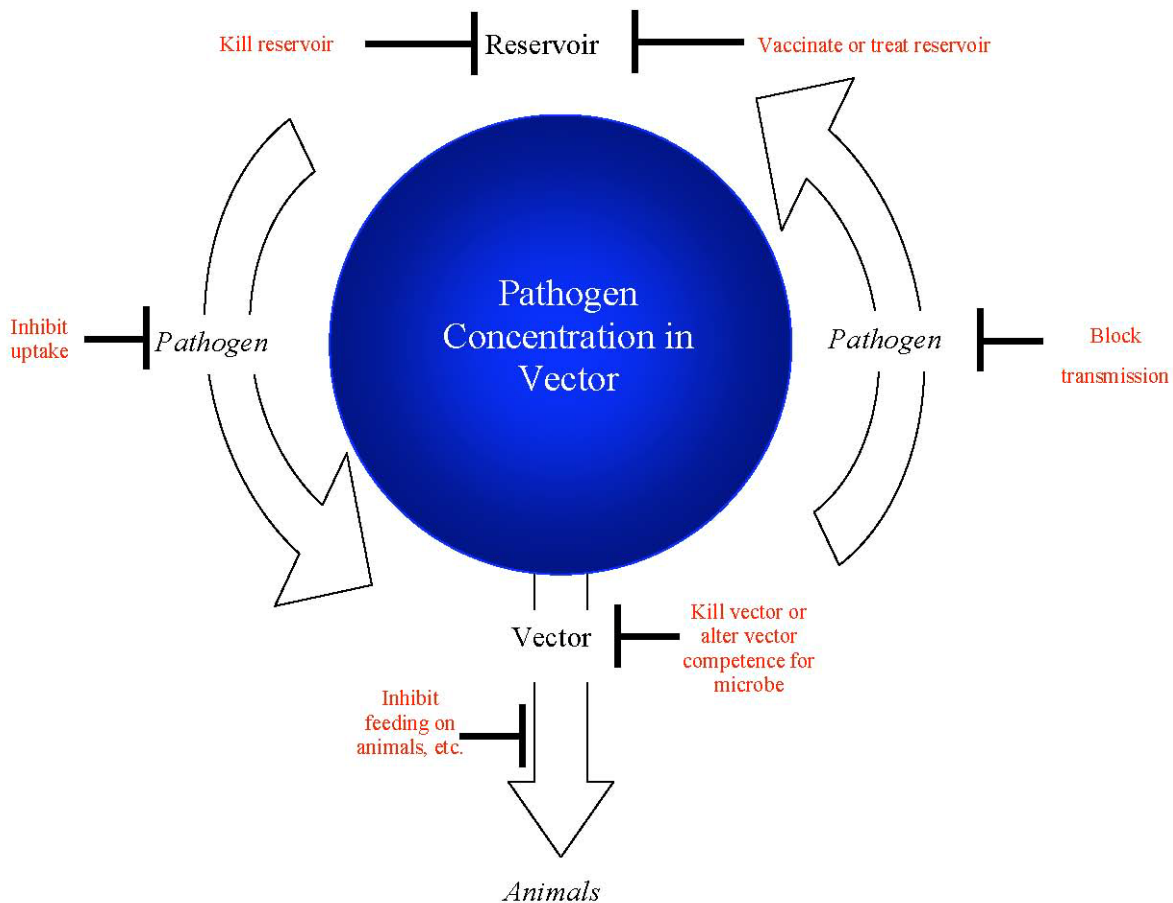 Kill reservoir
Reservoir
Vaccinate or treat reservoir
Pathogen
Concentration in
Vector
Inhibit
uptake
Pathogen
Pathogen
Block
transmission
Vector
Kill vector or
alter vector
competence for
microbe
Inhibit
feeding on
animals, etc.
Animals